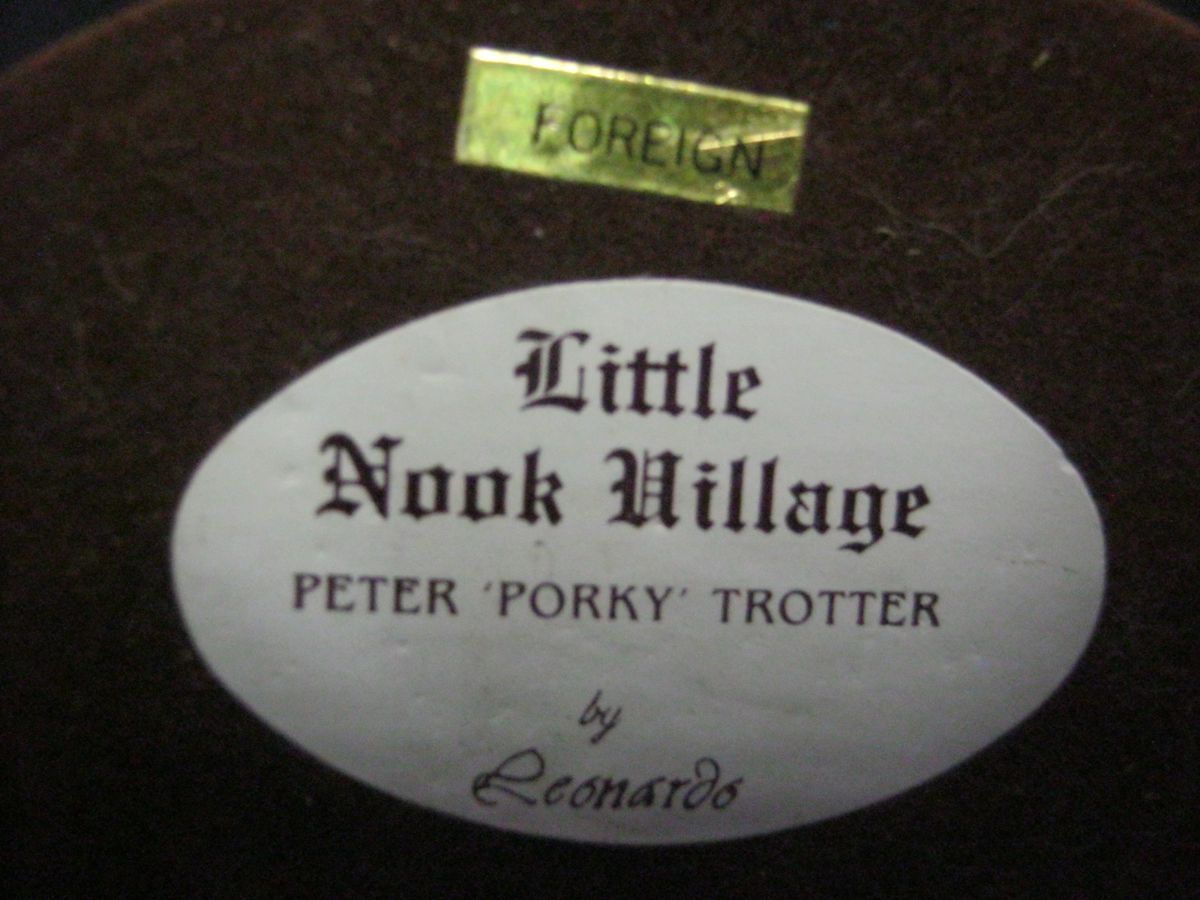 FOREIGN
Little
Nook Village
PETER 'PORKY' TROTTER
by
Leonardo